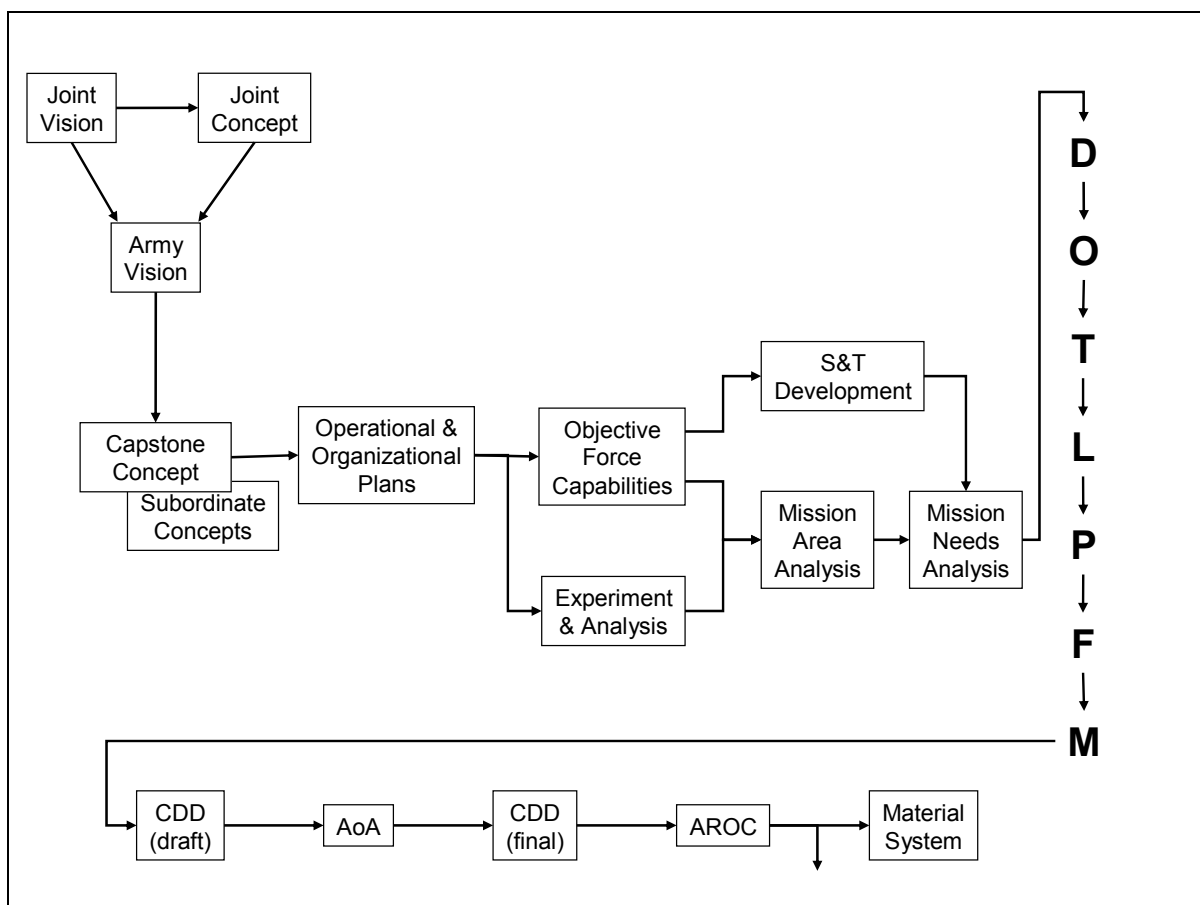 Joint
Vision
Joint
Concept
Army
Vision
Capstone
Concept
Subordinate
Concepts
Operational &
Organizational
Plans
Objective
Force
Capabilities
Experiment
& Analysis
S&T
Development
Mission
Area
Analysis
Mission
Needs
Analysis
D
O
T
L
P
F
M
CDD
(draft)
AoA
CDD
(final)
AROC
Material
System